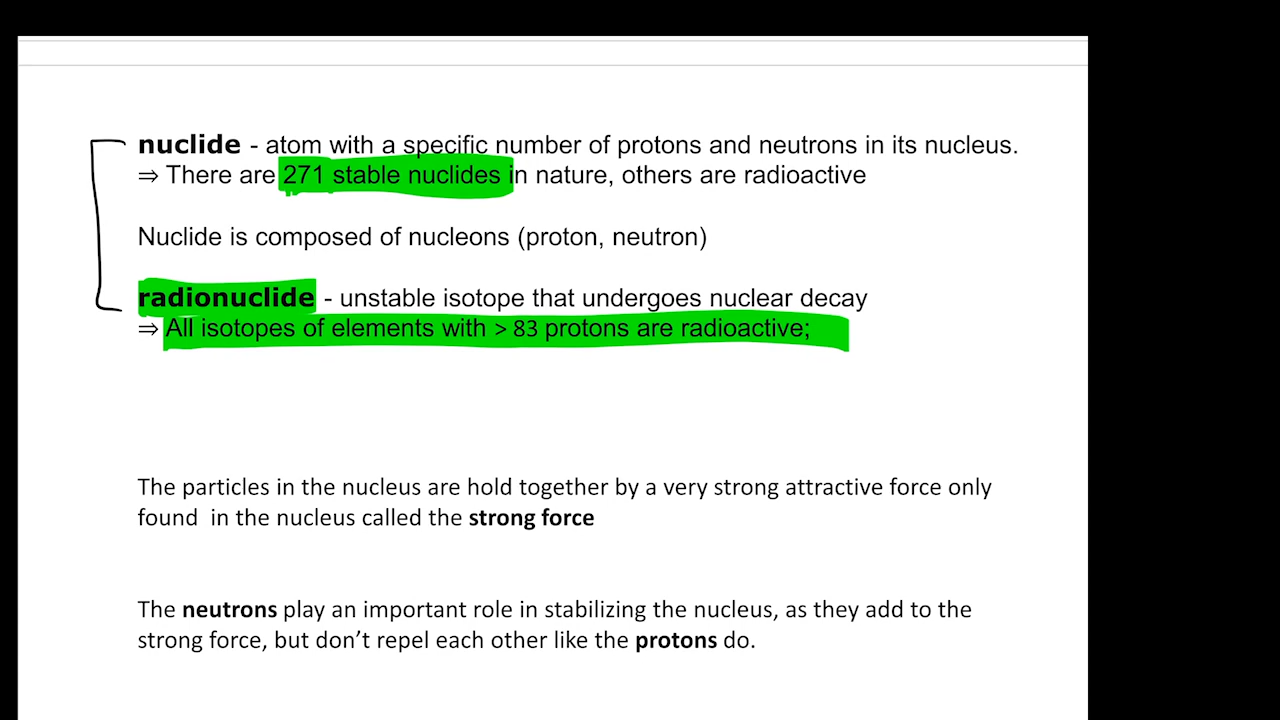 nuclide - atom with a specific number of protons and neutrons in its nucleus.
⇒ There are 271 stable nuclides in nature, others are radioactive
Nuclide is composed of nucleons (proton, neutron)
radionuclide - unstable isotope that undergoes nuclear decay
⇒ All isotopes of elements with > 83 protons are radioactive;
The particles in the nucleus are hold together by a very strong attractive force only
found in the nucleus called the strong force
The neutrons play an important role in stabilizing the nucleus, as they add to the
strong force, but don’t repel each other like the protons do.